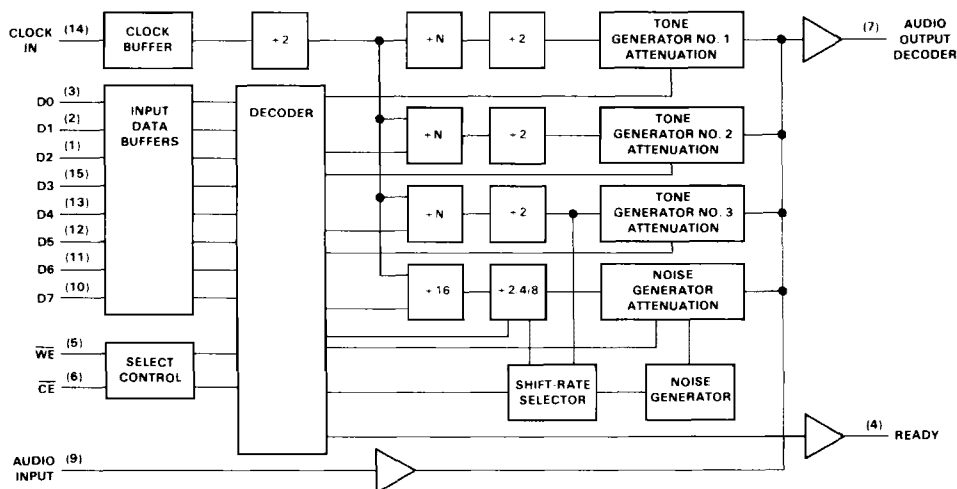 CLOCK IN (14)
CLOCK BUFFER
÷ 2
÷ N
÷ 2
TONE GENERATOR NO. 1 ATTENUATION
(7)
AUDIO OUTPUT DECODER
D0 (3)
D1 (2)
D2 (1)
D3 (15)
D4 (13)
D5 (12)
D6 (11)
D7 (10)
INPUT DATA BUFFERS
DECODER
÷ N
÷ 2
TONE GENERATOR NO. 2 ATTENUATION
÷ N
÷ 2
TONE GENERATOR NO. 3 ATTENUATION
÷ 16
÷ 2/4/8
NOISE GENERATOR ATTENUATION
WE (5)
CE (6)
SELECT CONTROL
SHIFT-RATE SELECTOR
NOISE GENERATOR
(4) READY
AUDIO INPUT (9)